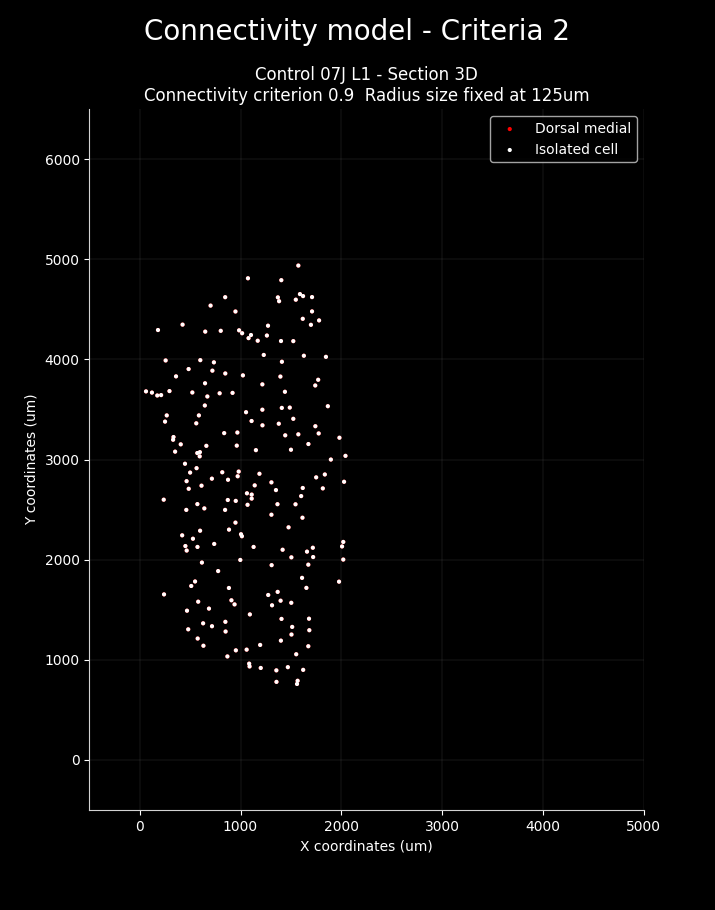 Connectivity model - Criteria 2
Control 07J L1 - Section 3D
Connectivity criterion 0.9  Radius size fixed at 125um
Dorsal medial
Isolated cell
6000
5000
4000
3000
2000
1000
0
Y coordinates (um)
0
1000
2000
3000
4000
5000
X coordinates (um)